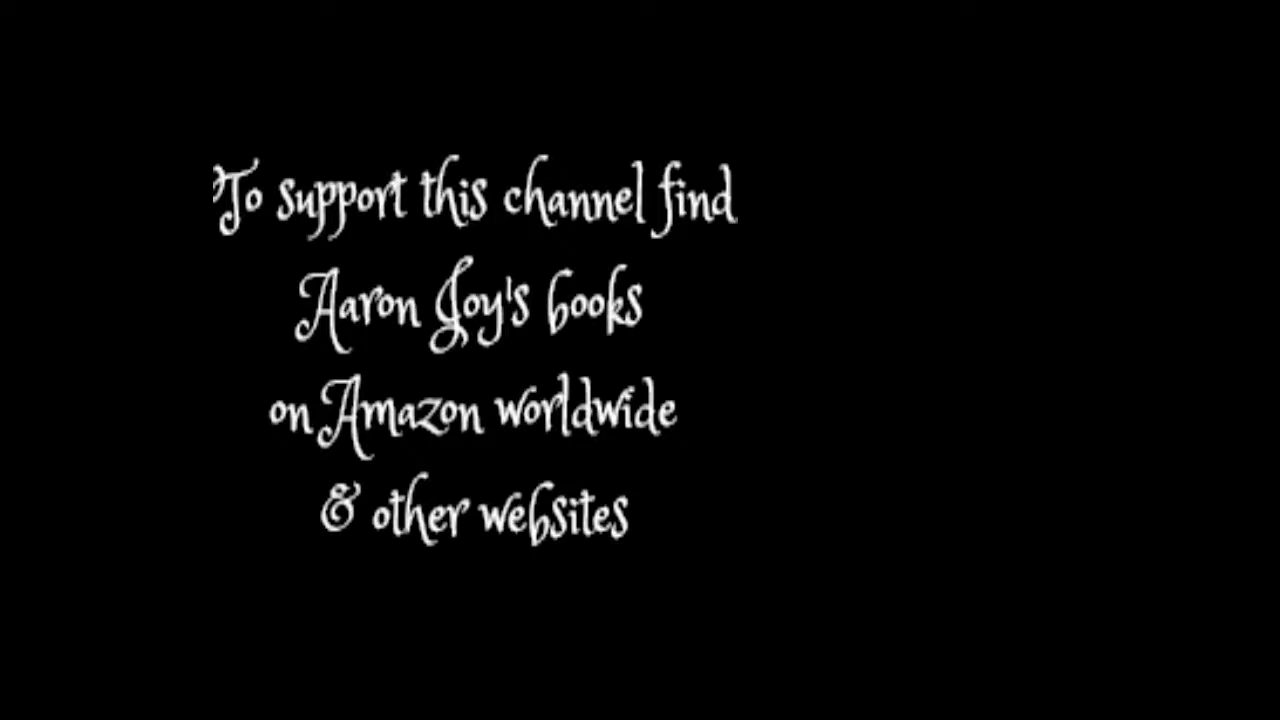 To support this channel find
Aaron Joy's books
on Amazon worldwide
& other websites